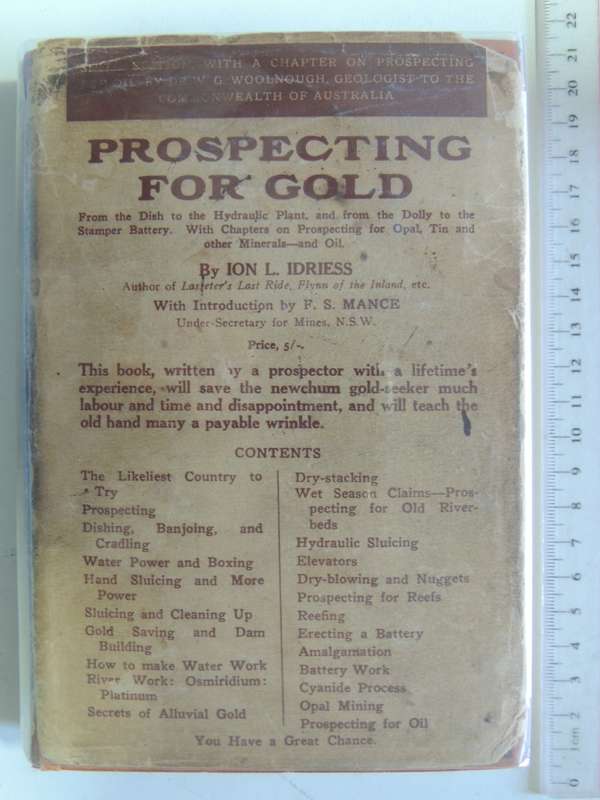 EDITION, WITH A CHAPTER ON PROSPECTING
OIL, BY DR. W. G. WOOLNOUGH, GEOLOGIST TO THE
COMMONWEALTH OF AUSTRALIA
PROSPECTING
FOR GOLD
From the Dish to the Hydraulic Plant, and from the Dolly to the
Stamper Battery. With Chapters on Prospecting for Opal, Tin and
other Minerals—and Oil.
By ION L. IDRIESS
Author of Lasseter's Last Ride, Flynn of the Inland, etc.
With Introduction by F. S. MANCE
Under-Secretary for Mines, N.S.W.
Price, 5/-.
This book, written by a prospector with a lifetime's
experience, will save the newchum gold-seeker much
labour and time and disappointment, and will teach the
old hand many a payable wrinkle.
CONTENTS
The Likeliest Country to
Try
Prospecting
Dishing, Banjoing, and
Cradling
Water Power and Boxing
Hand Sluicing and More
Power
Sluicing and Cleaning Up
Gold Saving and Dam
Building
How to make Water Work
River Work: Osmiridium:
Platinum
Secrets of Alluvial Gold
Dry-stacking
Wet Season Claims—Pros-
pecting for Old River-
beds
Hydraulic Sluicing
Elevators
Dry-blowing and Nuggets
Prospecting for Reefs
Reefing
Erecting a Battery
Amalgamation
Battery Work
Cyanide Process
Opal Mining
Prospecting for Oil
You Have a Great Chance.
22
21
20
19
18
17
16
15
14
13
12
11
10
9
8
7
6
5
4
3
2
1cm